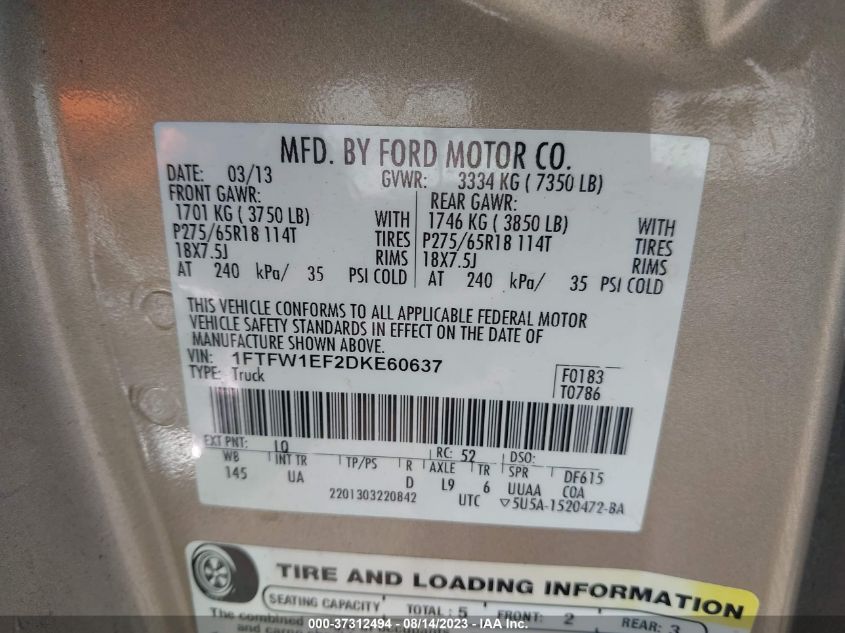 MFD. BY FORD MOTOR CO.
DATE: 03/13 GVWR: 3334 KG ( 7350 LB)
FRONT GAWR: REAR GAWR:
1701 KG ( 3750 LB) WITH 1746 KG ( 3850 LB) WITH
P275/65R18 114T TIRES P275/65R18 114T TIRES
18X7.5J RIMS 18X7.5J RIMS
AT 240 kPa/ 35 PSI COLD AT 240 kPa/ 35 PSI COLD
THIS VEHICLE CONFORMS TO ALL APPLICABLE FEDERAL MOTOR
VEHICLE SAFETY STANDARDS IN EFFECT ON THE DATE OF
MANUFACTURE SHOWN ABOVE.
VIN: 1FTFW1EF2DKE60637 F0183
TYPE: Truck T0786
EXT PNT: LQ RC: 52 DSO:
WB INT TR TP/PS R AXLE TR SPR DF615
145 UA D L9 6 UUAA COA
2201303220842 UTC ▽5U5A-1520472-BA
TIRE AND LOADING INFORMATION
SEATING CAPACITY TOTAL : 5 FRONT: 2 REAR: 3
The combined
000-37312494 - 08/14/2023 - IAA Inc.